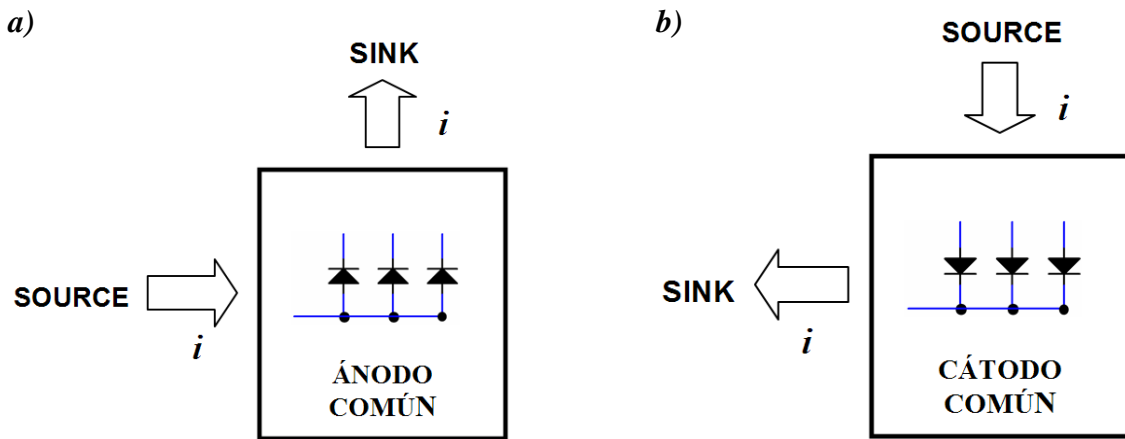 a)
SINK
i
SOURCE
i
ÁNODO
COMÚN
b)
SOURCE
i
SINK
i
CÁTODO
COMÚN